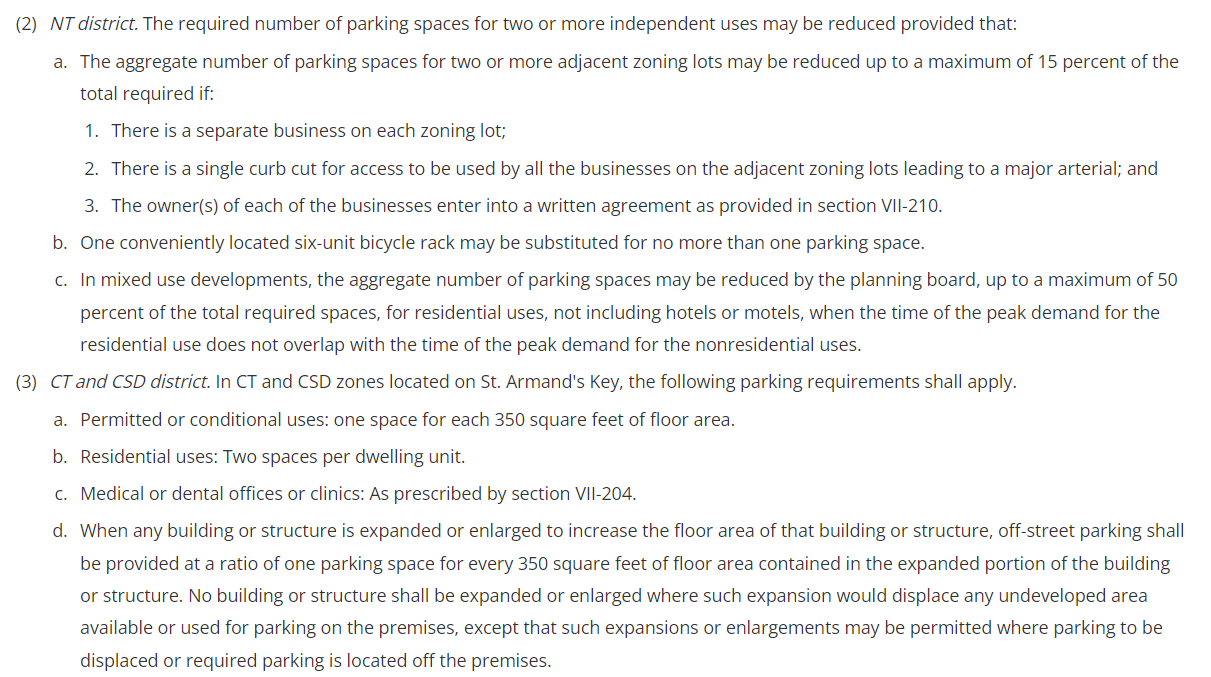 (2) NT district. The required number of parking spaces for two or more independent uses may be reduced provided that:
a. The aggregate number of parking spaces for two or more adjacent zoning lots may be reduced up to a maximum of 15 percent of the
total required if:
1. There is a separate business on each zoning lot;
2. There is a single curb cut for access to be used by all the businesses on the adjacent zoning lots leading to a major arterial; and
3. The owner(s) of each of the businesses enter into a written agreement as provided in section VII-210.
b. One conveniently located six-unit bicycle rack may be substituted for no more than one parking space.
c. In mixed use developments, the aggregate number of parking spaces may be reduced by the planning board, up to a maximum of 50
percent of the total required spaces, for residential uses, not including hotels or motels, when the time of the peak demand for the
residential use does not overlap with the time of the peak demand for the nonresidential uses.
(3) CT and CSD district. In CT and CSD zones located on St. Armand's Key, the following parking requirements shall apply.
a. Permitted or conditional uses: one space for each 350 square feet of floor area.
b. Residential uses: Two spaces per dwelling unit.
c. Medical or dental offices or clinics: As prescribed by section VII-204.
d. When any building or structure is expanded or enlarged to increase the floor area of that building or structure, off-street parking shall
be provided at a ratio of one parking space for every 350 square feet of floor area contained in the expanded portion of the building
or structure. No building or structure shall be expanded or enlarged where such expansion would displace any undeveloped area
available or used for parking on the premises, except that such expansions or enlargements may be permitted where parking to be
displaced or required parking is located off the premises.